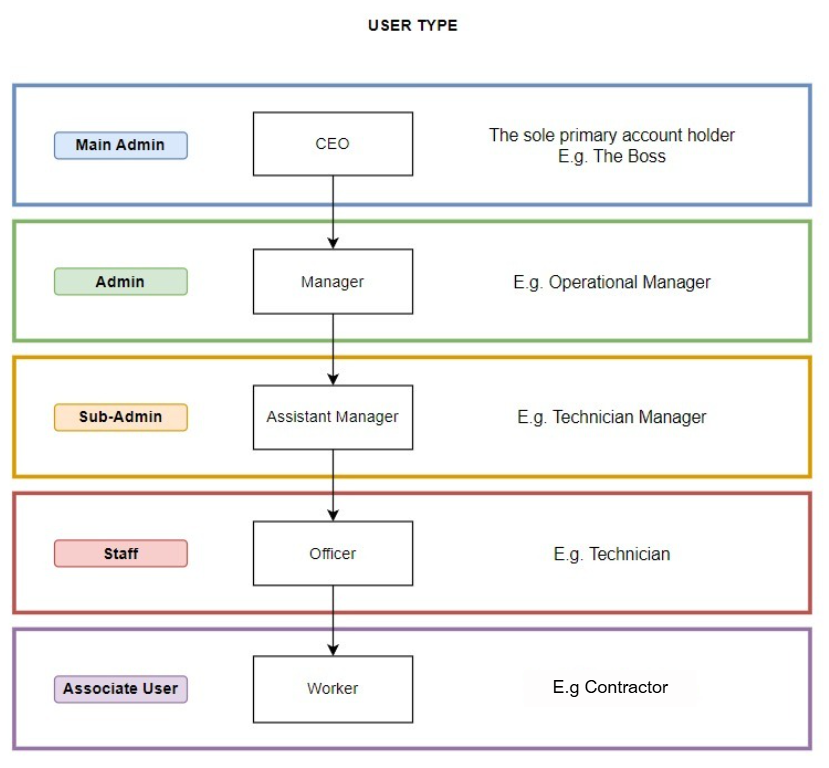 USER TYPE
Main Admin
CEO
The sole primary account holder
E.g. The Boss
Admin
Manager
E.g. Operational Manager
Sub-Admin
Assistant Manager
E.g. Technician Manager
Staff
Officer
E.g. Technician
Associate User
Worker
E.g Contractor